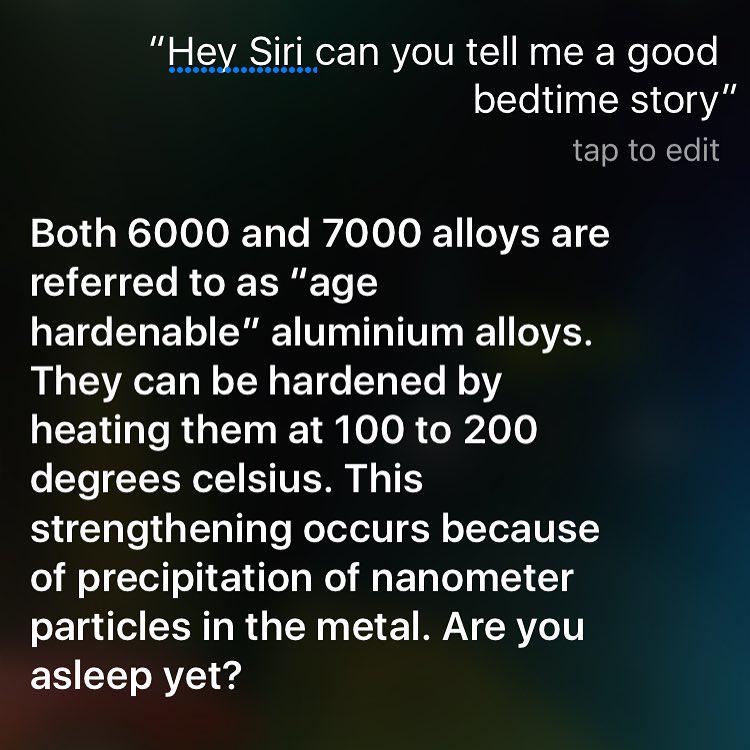 “Hey Siri can you tell me a good
bedtime story”
tap to edit
Both 6000 and 7000 alloys are
referred to as “age
hardenable” aluminium alloys.
They can be hardened by
heating them at 100 to 200
degrees celsius. This
strengthening occurs because
of precipitation of nanometer
particles in the metal. Are you
asleep yet?